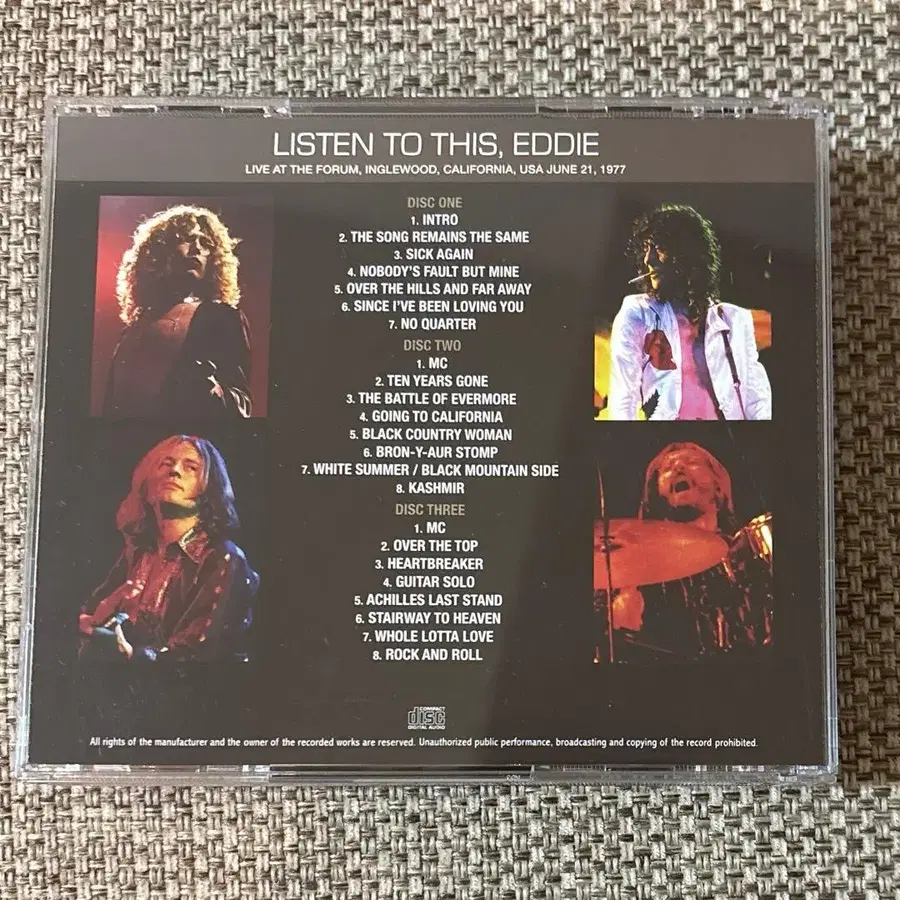 LISTEN TO THIS, EDDIE
LIVE AT THE FORUM, INGLEWOOD, CALIFORNIA, USA JUNE 21, 1977
DISC ONE
1. INTRO
2. THE SONG REMAINS THE SAME
3. SICK AGAIN
4. NOBODY'S FAULT BUT MINE
5. OVER THE HILLS AND FAR AWAY
6. SINCE I'VE BEEN LOVING YOU
7. NO QUARTER
DISC TWO
1. MC
2. TEN YEARS GONE
3. THE BATTLE OF EVERMORE
4. GOING TO CALIFORNIA
5. BLACK COUNTRY WOMAN
6. BRON-Y-AUR STOMP
7. WHITE SUMMER / BLACK MOUNTAIN SIDE
8. KASHMIR
DISC THREE
1. MC
2. OVER THE TOP
3. HEARTBREAKER
4. GUITAR SOLO
5. ACHILLES LAST STAND
6. STAIRWAY TO HEAVEN
7. WHOLE LOTTA LOVE
8. ROCK AND ROLL
COMPACT
disc
DIGITAL AUDIO
All rights of the manufacturer and the owner of the recorded works are reserved. Unauthorized public performance, broadcasting and copying of the record prohibited.